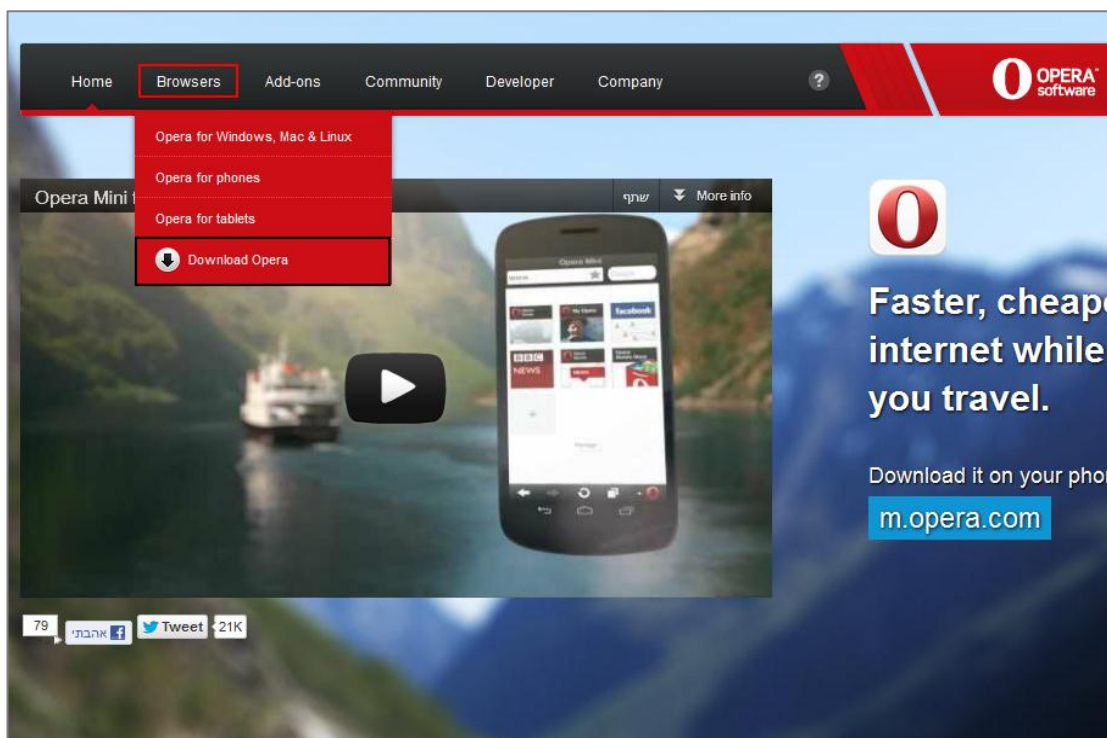 Home Browsers Add-ons Community Developer Company ?
OPERA
software
Opera for Windows, Mac & Linux
Opera for phones
Opera for tablets
Download Opera
Opera Mini
שתף
More info
Opera Mini
facebook
BBC
NEWS
Faster,
internet while
you travel.
Download it on your
m.opera.com
79
אהבתי
Tweet
21K